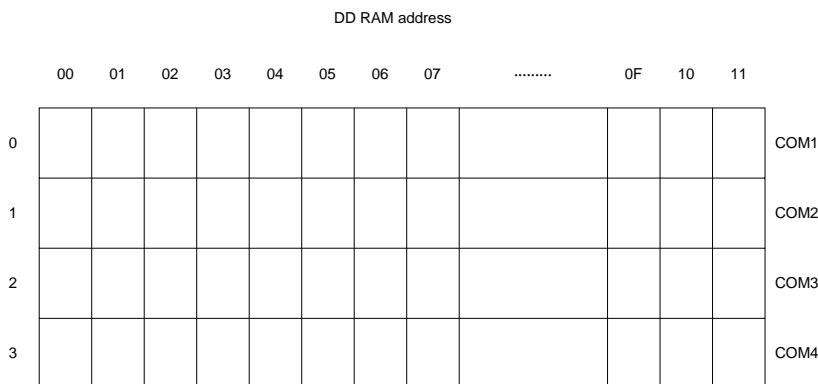 DD RAM address
00 01 02 03 04 05 06 07 ......... 0F 10 11
0 COM1
1 COM2
2 COM3
3 COM4